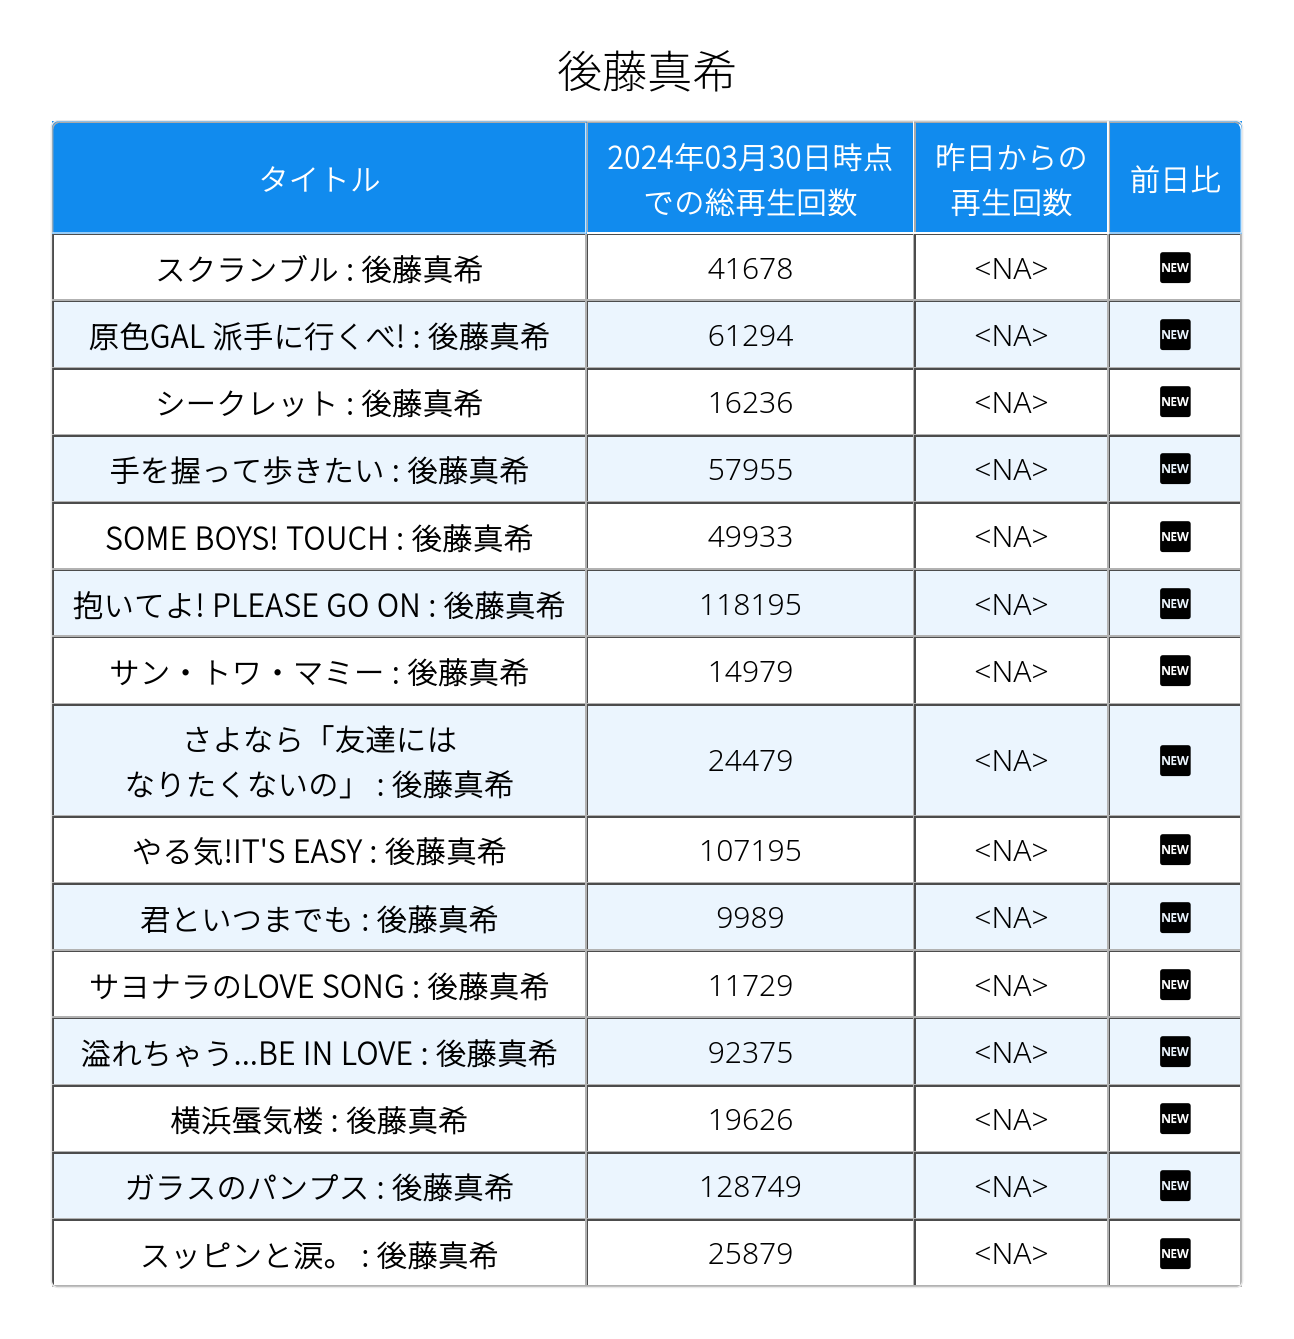 後藤真希
タイトル
2024年03月30日時点
での総再生回数
昨日からの
再生回数
前日比
スクランブル : 後藤真希 41678 <NA> NEW
原色GAL 派手に行くべ! : 後藤真希 61294 <NA> NEW
シークレット : 後藤真希 16236 <NA> NEW
手を握って歩きたい : 後藤真希 57955 <NA> NEW
SOME BOYS! TOUCH : 後藤真希 49933 <NA> NEW
抱いてよ! PLEASE GO ON : 後藤真希 118195 <NA> NEW
サン・トワ・マミー : 後藤真希 14979 <NA> NEW
さよなら「友達には
なりたくないの」 : 後藤真希 24479 <NA> NEW
やる気!IT'S EASY : 後藤真希 107195 <NA> NEW
君といつまでも : 後藤真希 9989 <NA> NEW
サヨナラのLOVE SONG : 後藤真希 11729 <NA> NEW
溢れちゃう...BE IN LOVE : 後藤真希 92375 <NA> NEW
横浜蜃気楼 : 後藤真希 19626 <NA> NEW
ガラスのパンプス : 後藤真希 128749 <NA> NEW
スッピンと涙。 : 後藤真希 25879 <NA> NEW